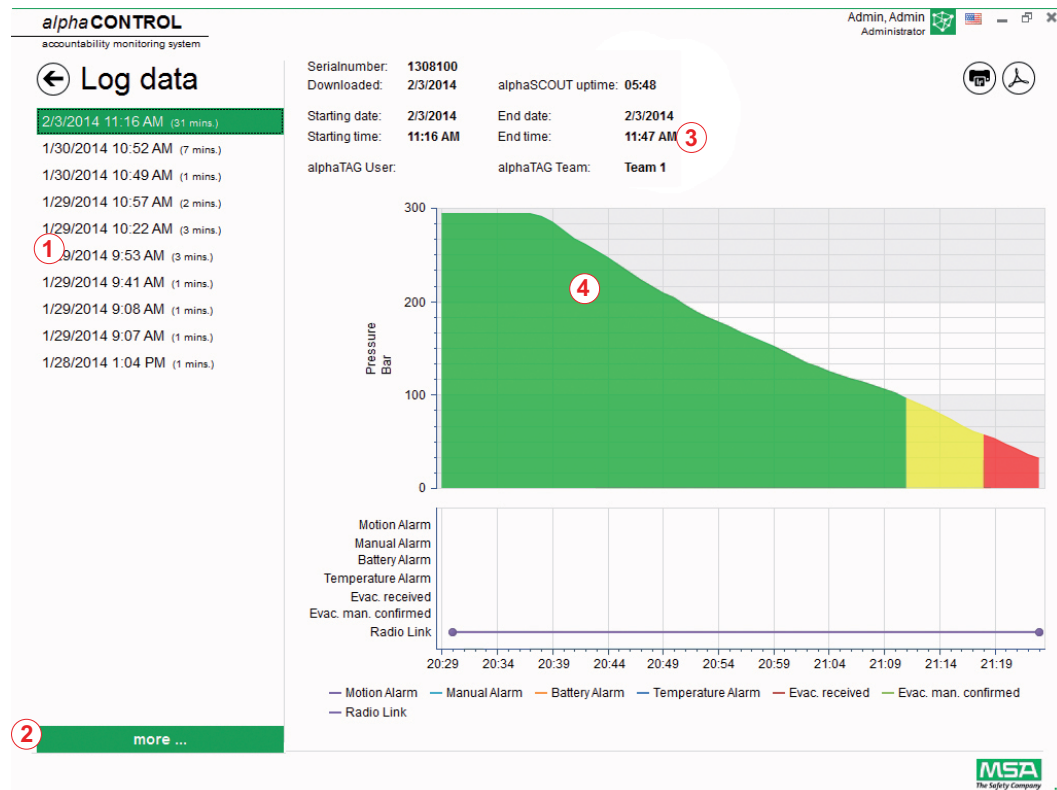 alphaCONTROL
accountability monitoring system
Admin, Admin
Administrator
Log data
2/3/2014 11:16 AM (31 mins.)
1/30/2014 10:52 AM (7 mins.)
1/30/2014 10:49 AM (1 mins.)
1/29/2014 10:57 AM (2 mins.)
1/29/2014 10:22 AM (3 mins.)
1
9/2014 9:53 AM (3 mins.)
1/29/2014 9:41 AM (1 mins.)
1/29/2014 9:08 AM (1 mins.)
1/29/2014 9:07 AM (1 mins.)
1/28/2014 1:04 PM (1 mins.)
2
more ...
Serialnumber: 1308100
Downloaded: 2/3/2014 alphaSCOUT uptime: 05:48
Starting date: 2/3/2014 End date: 2/3/2014
Starting time: 11:16 AM End time: 11:47 AM
3
alphaTAG User: alphaTAG Team: Team 1
300
200
100
0
Pressure
Bar
4
Motion Alarm
Manual Alarm
Battery Alarm
Temperature Alarm
Evac. received
Evac. man. confirmed
Radio Link
20:29 20:34 20:39 20:44 20:49 20:54 20:59 21:04 21:09 21:14 21:19
Motion Alarm Manual Alarm Battery Alarm Temperature Alarm Evac. received Evac. man. confirmed
Radio Link
MSA
The Safety Company